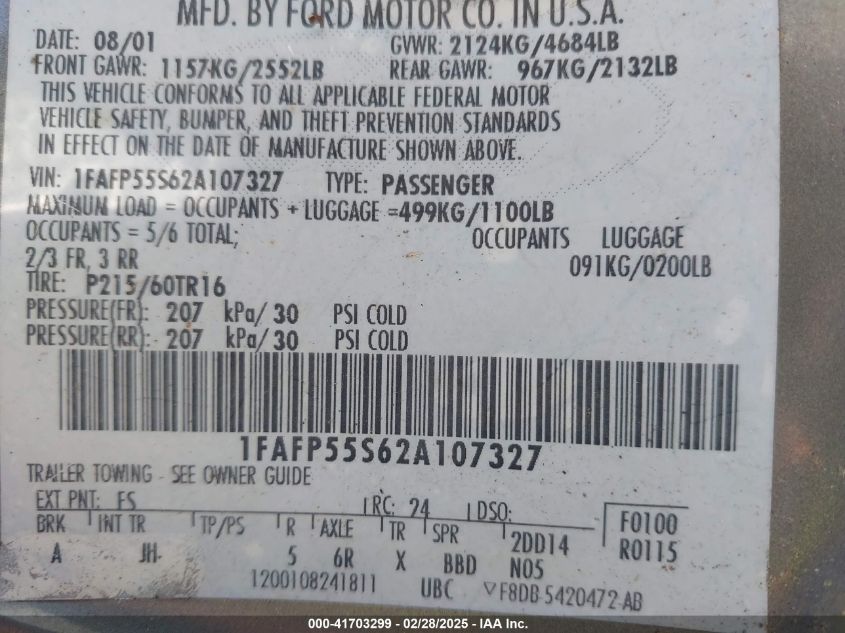 MFD. BY FORD MOTOR CO. IN U.S.A.
DATE: 08/01 GVWR: 2124KG/4684LB
FRONT GAWR: 1157KG/2552LB REAR GAWR: 967KG/2132LB
THIS VEHICLE CONFORMS TO ALL APPLICABLE FEDERAL MOTOR
VEHICLE SAFETY, BUMPER, AND THEFT PREVENTION STANDARDS
IN EFFECT ON THE DATE OF MANUFACTURE SHOWN ABOVE.
VIN: 1FAFP55S62A107327 TYPE: PASSENGER
MAXIMUM LOAD = OCCUPANTS + LUGGAGE =499KG/1100LB
OCCUPANTS = 5/6 TOTAL; OCCUPANTS LUGGAGE
2/3 FR, 3 RR 091KG/0200LB
TIRE: P215/60TR16
PRESSURE(FR): 207 kPa/ 30 PSI COLD
PRESSURE(RR): 207 kPa/ 30 PSI COLD
1FAFP55S62A107327
TRAILER TOWING - SEE OWNER GUIDE
EXT PNT: FS RC: 24 DSO: F0100
BRK INT TR TP/PS R AXLE TR SPR 2DD14 R0115
A JH 5 6R X BBD N05
1200108241811 UBC ▽F8DB-5420472-AB
000-41703299 - 02/28/2025 - IAA Inc.